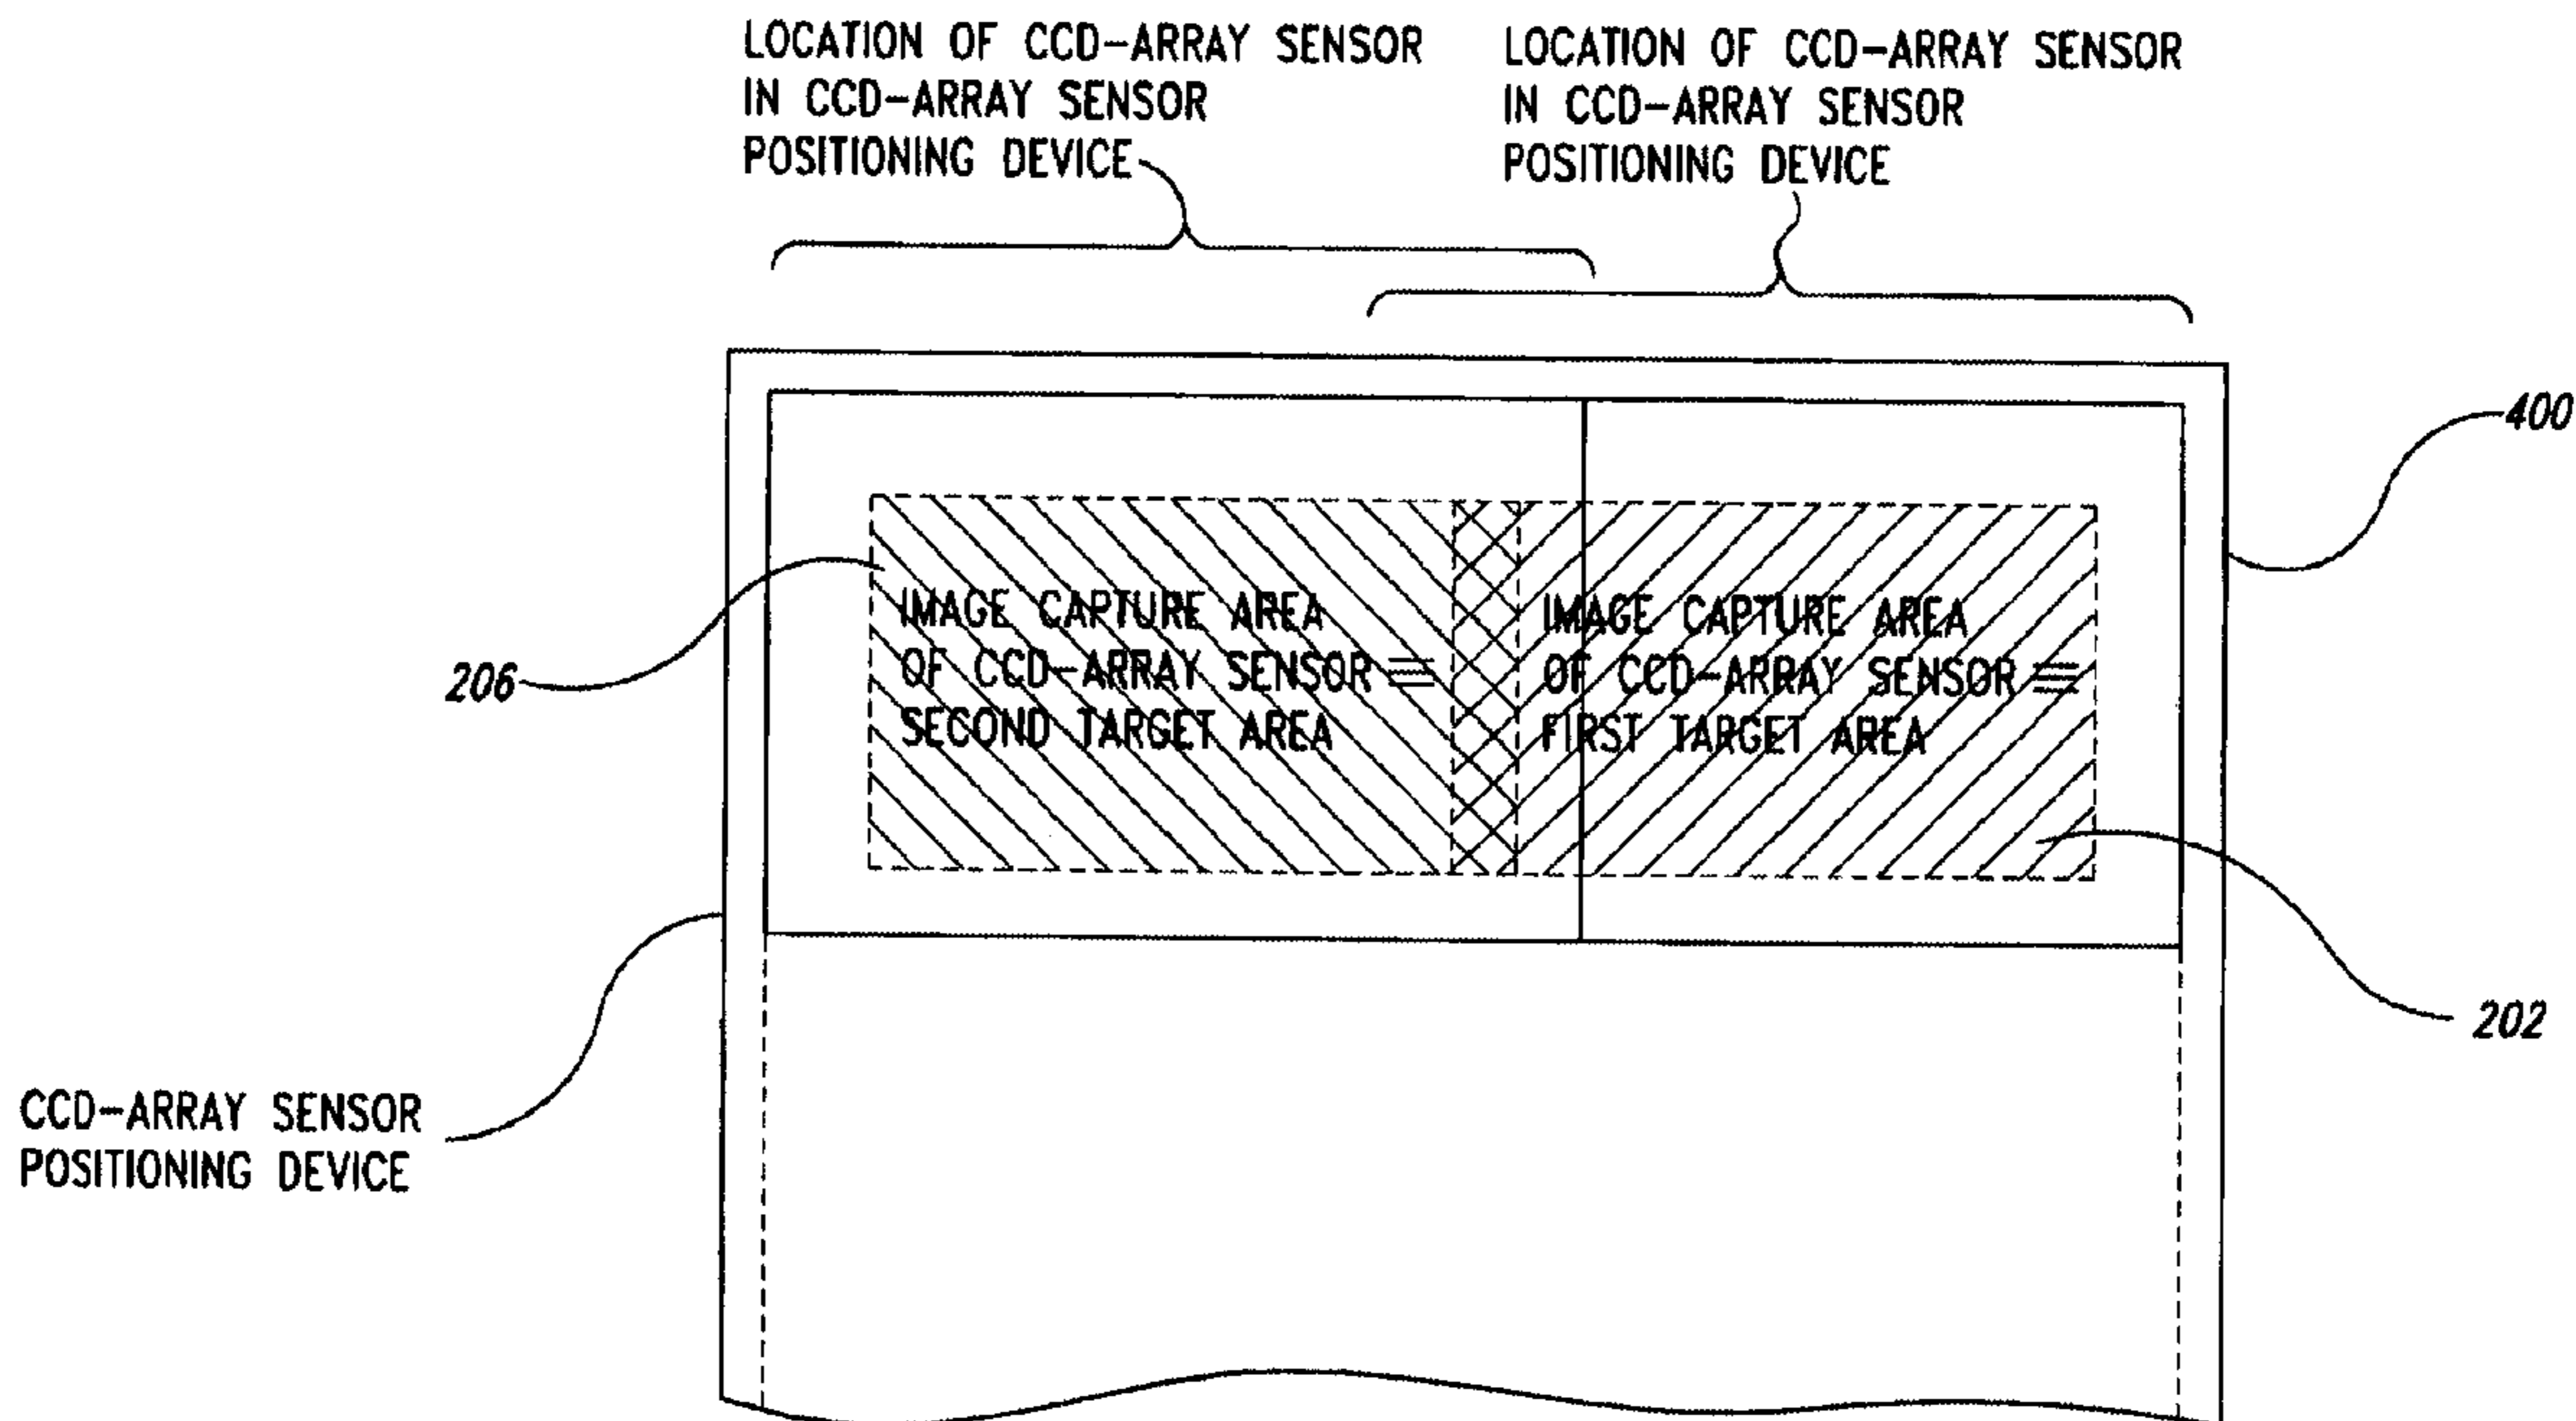 LOCATION OF CCD-ARRAY SENSOR
IN CCD-ARRAY SENSOR
POSITIONING DEVICE
LOCATION OF CCD-ARRAY SENSOR
IN CCD-ARRAY SENSOR
POSITIONING DEVICE
400
206
IMAGE CAPTURE AREA
OF CCD-ARRAY SENSOR ≡
SECOND TARGET AREA
IMAGE CAPTURE AREA
OF CCD-ARRAY SENSOR ≡
FIRST TARGET AREA
202
CCD-ARRAY SENSOR
POSITIONING DEVICE